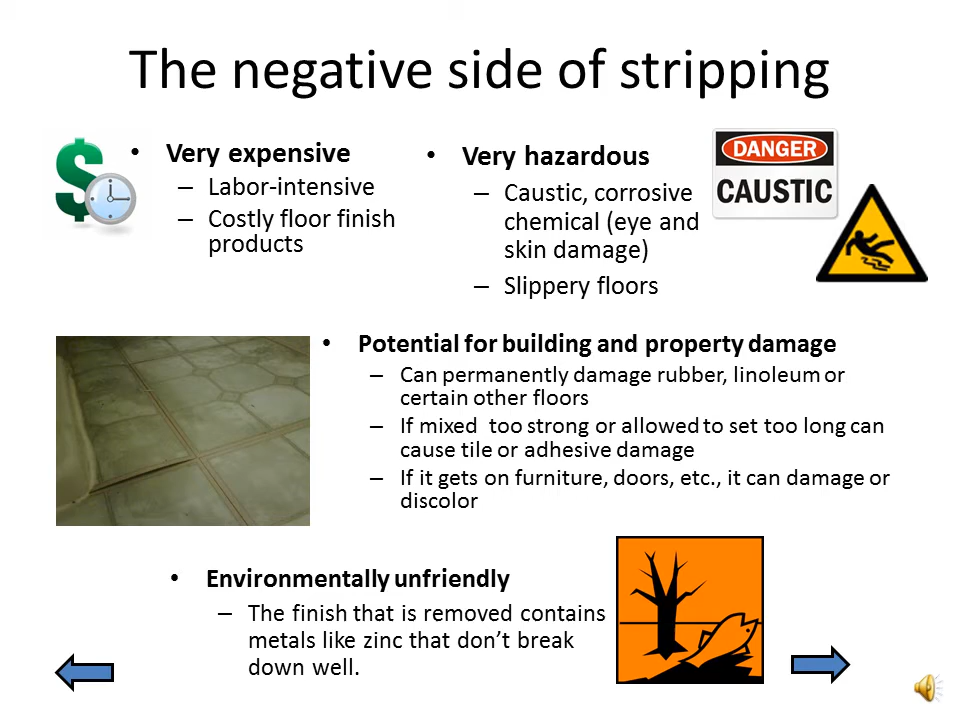 The negative side of stripping
• Very expensive
– Labor-intensive
– Costly floor finish
products
• Very hazardous
– Caustic, corrosive
chemical (eye and
skin damage)
– Slippery floors
DANGER
CAUSTIC
• Potential for building and property damage
– Can permanently damage rubber, linoleum or
certain other floors
– If mixed  too strong or allowed to set too long can
cause tile or adhesive damage
– If it gets on furniture, doors, etc., it can damage or
discolor
• Environmentally unfriendly
– The finish that is removed contains
metals like zinc that don’t break
down well.